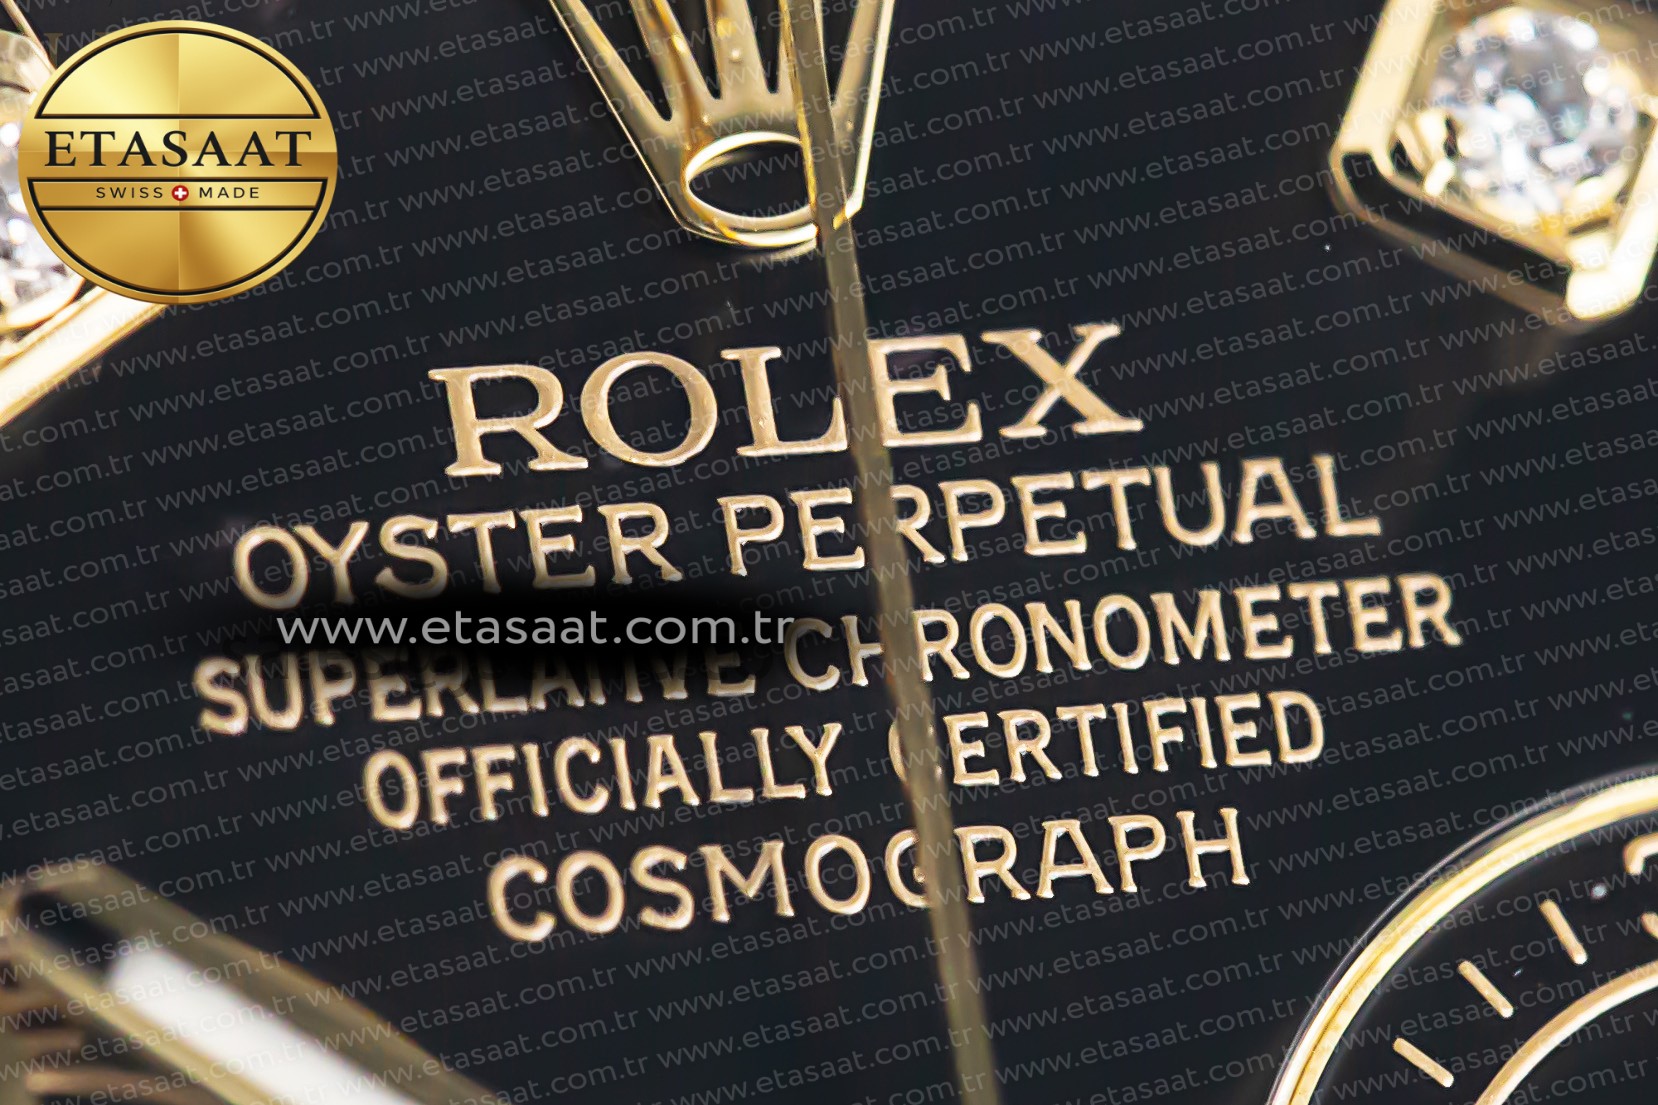 ETASAAT
SWISS MADE
ROLEX
OYSTER PERPETUAL
www.etasaat.com.tr
SUPERLATIVE CHRONOMETER
OFFICIALLY CERTIFIED
COSMOGRAPH